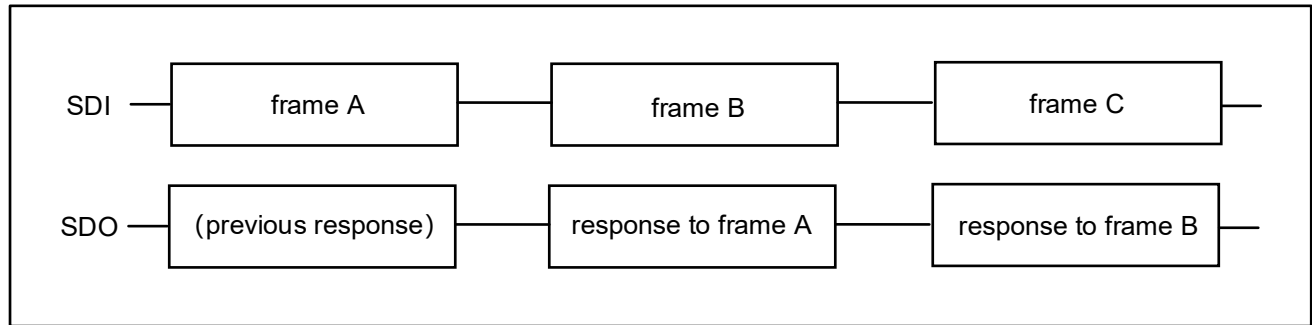 SDI frame A frame B frame C
SDO (previous response) response to frame A response to frame B